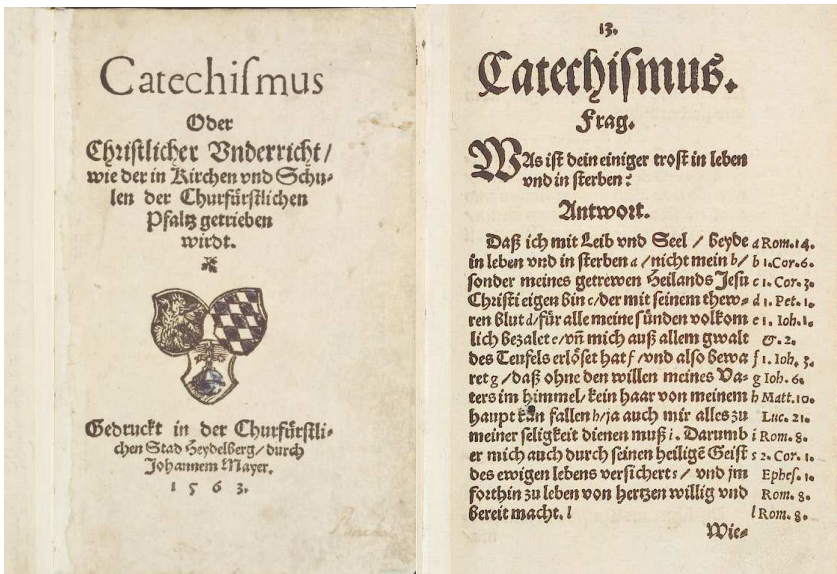 Catechiſmus
Oder
Chriſtlicher Vnderricht/
wie der in Kirchen vnd Schu-
len der Churfürſtlichen
Pfaltz getrieben
wirdt.
Gedruckt in der Churfürſtli-
chen Stad Heydelberg/durch
Johannem Mayer.
1 5 6 3.
13.
Catechiſmus.
Frag.
WAs iſt dein einiger troſt in leben
vnd in ſterben?
Antwort.
Daß ich mit Leib vnd Seel / beyde a Rom.14.
in leben vnd in ſterben a /nicht mein b/ b 1.Cor.6.
ſonder meines getrewen Heilands Jeſu c 1. Cor. 3.
Chriſti eigen bin c/der mit ſeinem thew- d 1. Pet. 1.
ren blut d/für alle meine ſünden volkom e 1. Ioh.1.
lich bezalet e/vñ mich auß allem gwalt &. 2.
des Teufels erlöſet hat f /vnd alſo bewa f 1. Ioh. 3.
ret g/daß ohne den willen meines Va- g Ioh. 6.
ters im himmel/kein haar von meinem h Matt.10.
haupt kan fallen h/ja auch mir alles zu Luc. 21.
meiner ſeligkeit dienen muß i. Darumb i Rom. 8.
er mich auch durch ſeinen heiligē Geiſt s 2. Cor. 1.
des ewigen lebens verſichert s / vnd jm Epheſ. 1.
forthin zu leben von hertzen willig vnd Rom. 8.
bereit macht. l l Rom. 8.
Wie-